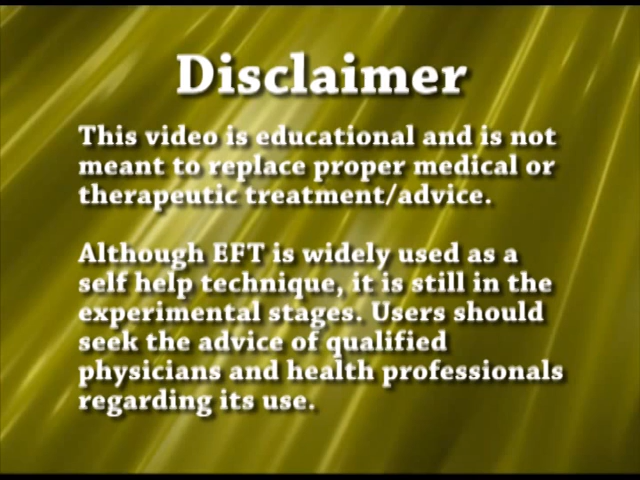 Disclaimer
This video is educational and is not
meant to replace proper medical or
therapeutic treatment/advice.
Although EFT is widely used as a
self help technique, it is still in the
experimental stages. Users should
seek the advice of qualified
physicians and health professionals
regarding its use.